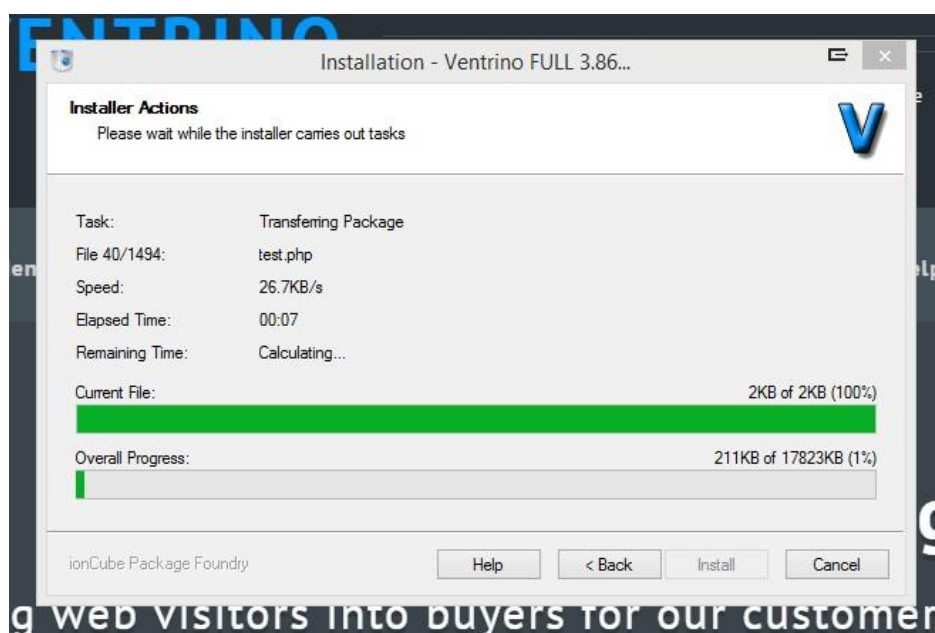 VENTRINO
Installation - Ventrino FULL 3.86...
Installer Actions
Please wait while the installer carries out tasks
V
Task: Transferring Package
File 40/1494: test.php
Speed: 26.7KB/s
Elapsed Time: 00:07
Remaining Time: Calculating...
Current File: 2KB of 2KB (100%)
Overall Progress: 211KB of 17823KB (1%)
ionCube Package Foundry Help < Back Install Cancel
web visitors into buyers for our customer